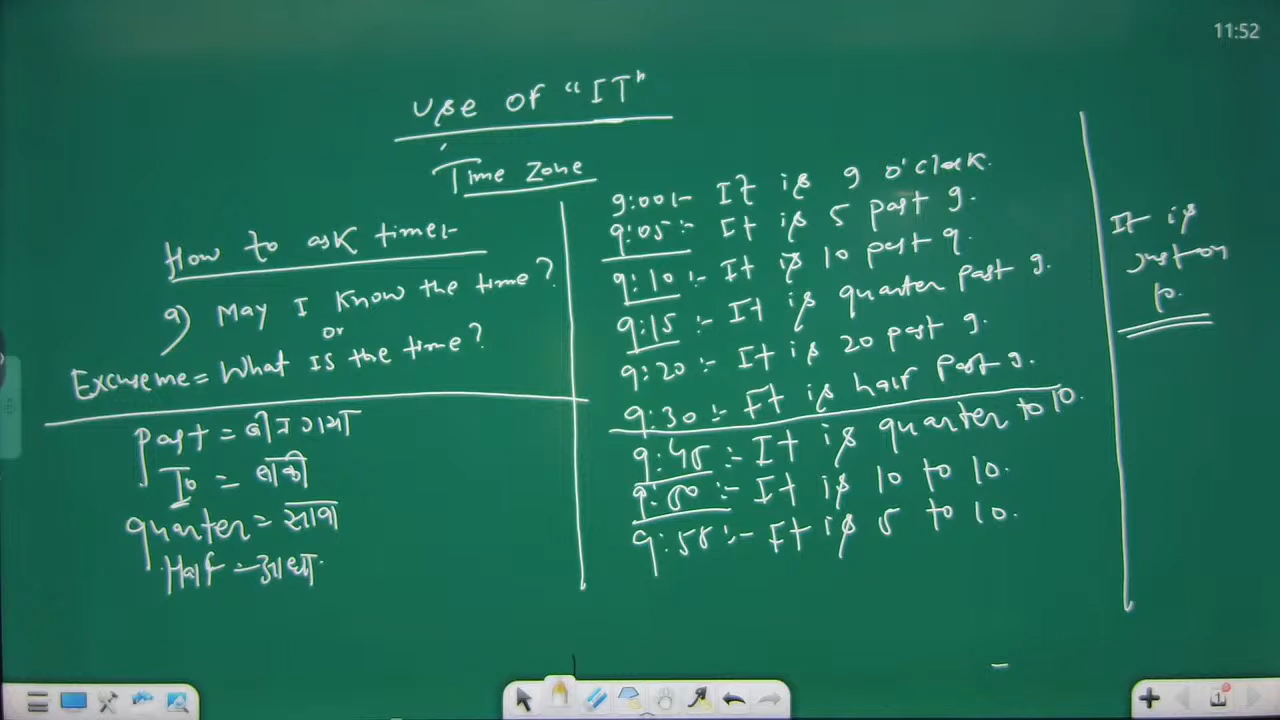 11:52
Use of "IT"
Time Zone
How to ask time:-
9) May I Know the time?
or
Excuseme = What Is the time?
past = बीत गया
To = बाकी
quarter = सावा
Half = आधा
9:00:- It is 9 o'clock.
9:05:- It is 5 past 9.
9:10:- It is 10 past 9.
9:15:- It is quarter past 9.
9:20:- It is 20 past 9.
9:30:- It is half past 9.
9:45:- It is quarter to 10.
9:50:- It is 10 to 10.
9:55:- It is 5 to 10.
It is
just on
to.